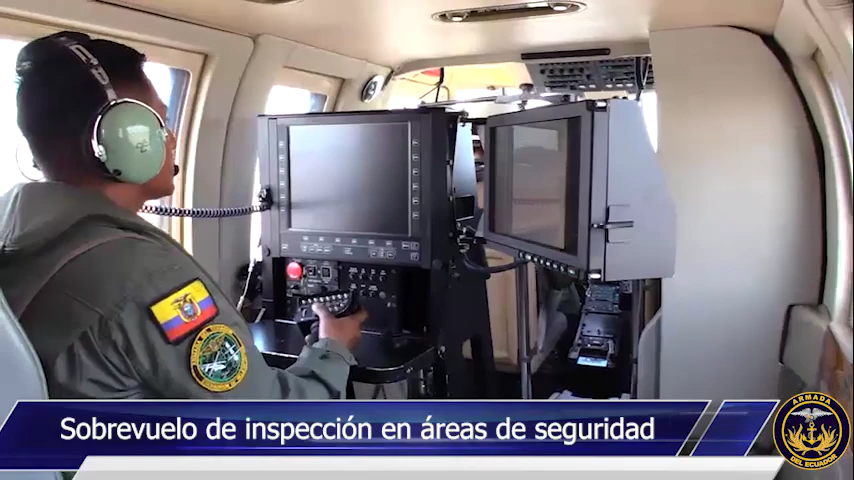 Sobrevuelo de inspección en áreas de seguridad
ARMADA
DEL ECUADOR